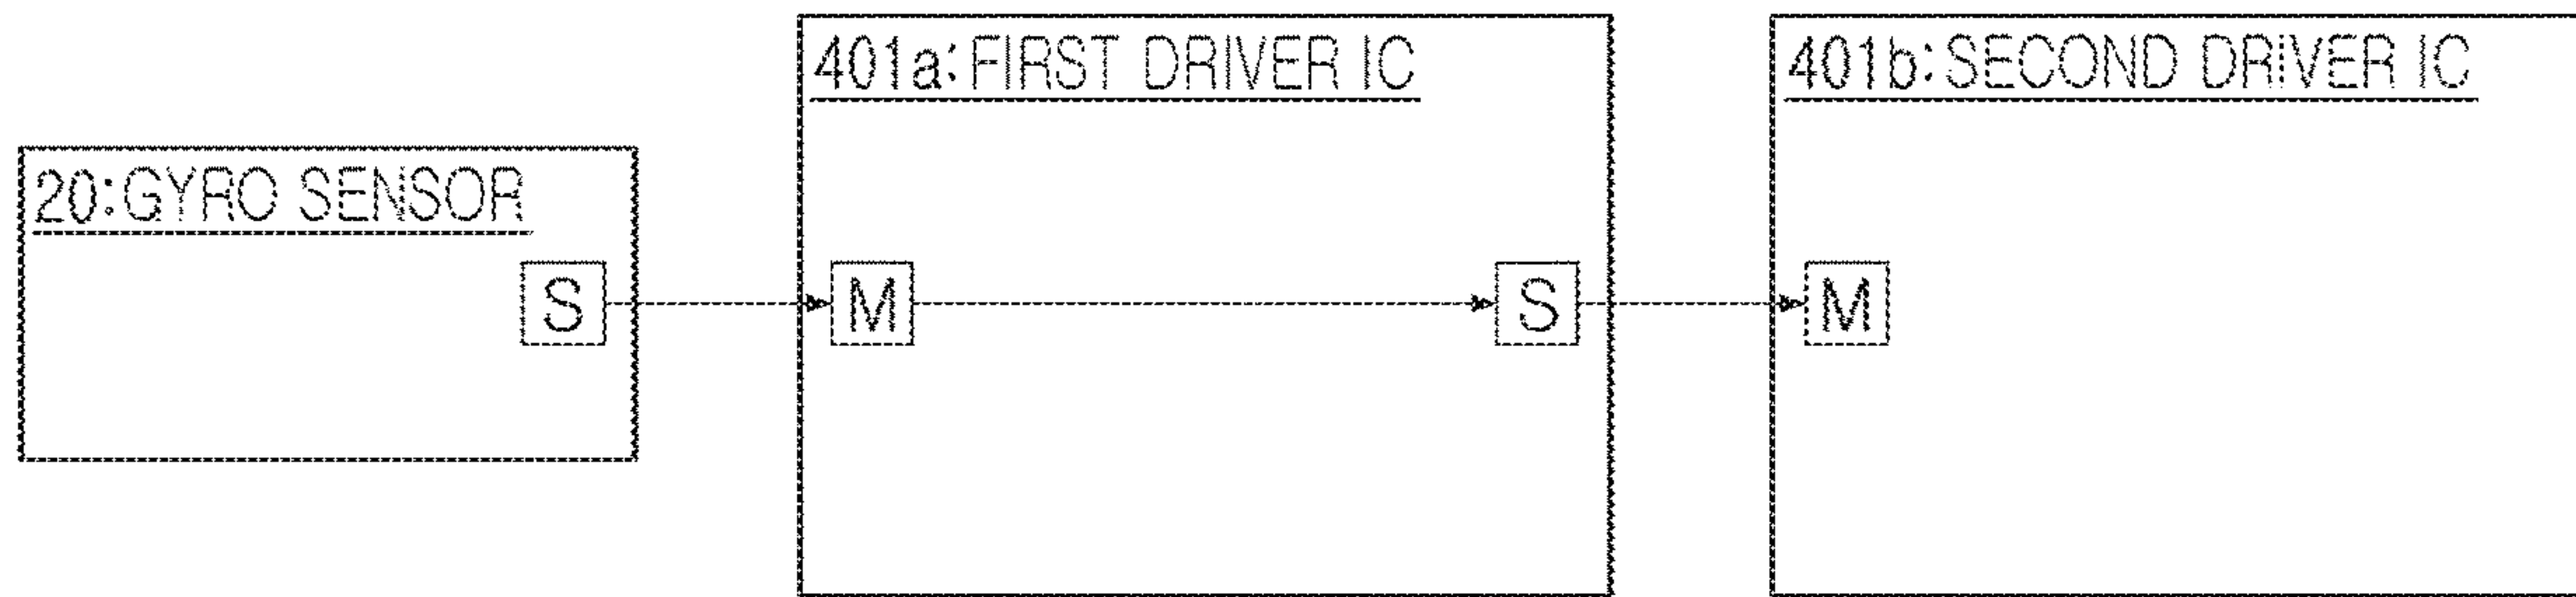 401a: FIRST DRIVER IC
401b: SECOND DRIVER IC
20: GYRO SENSOR
S
M
S
M